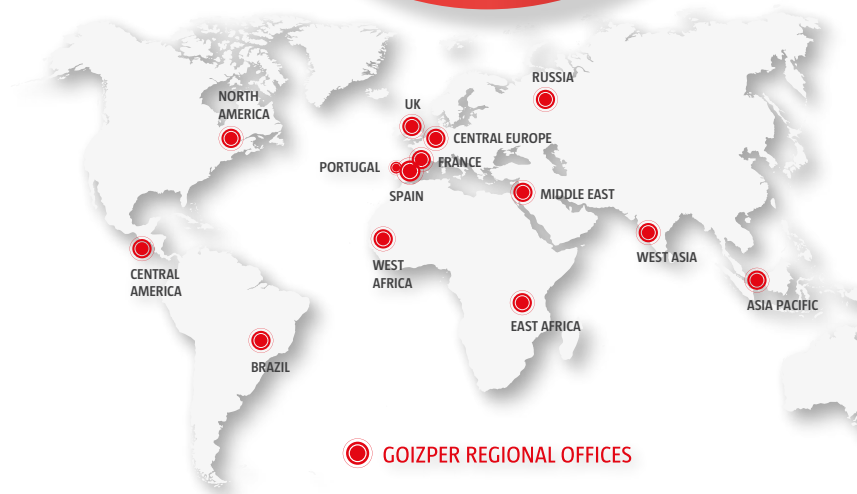 RUSSIA
NORTH
AMERICA
UK
CENTRAL EUROPE
FRANCE
PORTUGAL
SPAIN
MIDDLE EAST
WEST ASIA
WEST
AFRICA
CENTRAL
AMERICA
ASIA PACIFIC
EAST AFRICA
BRAZIL
GOIZPER REGIONAL OFFICES